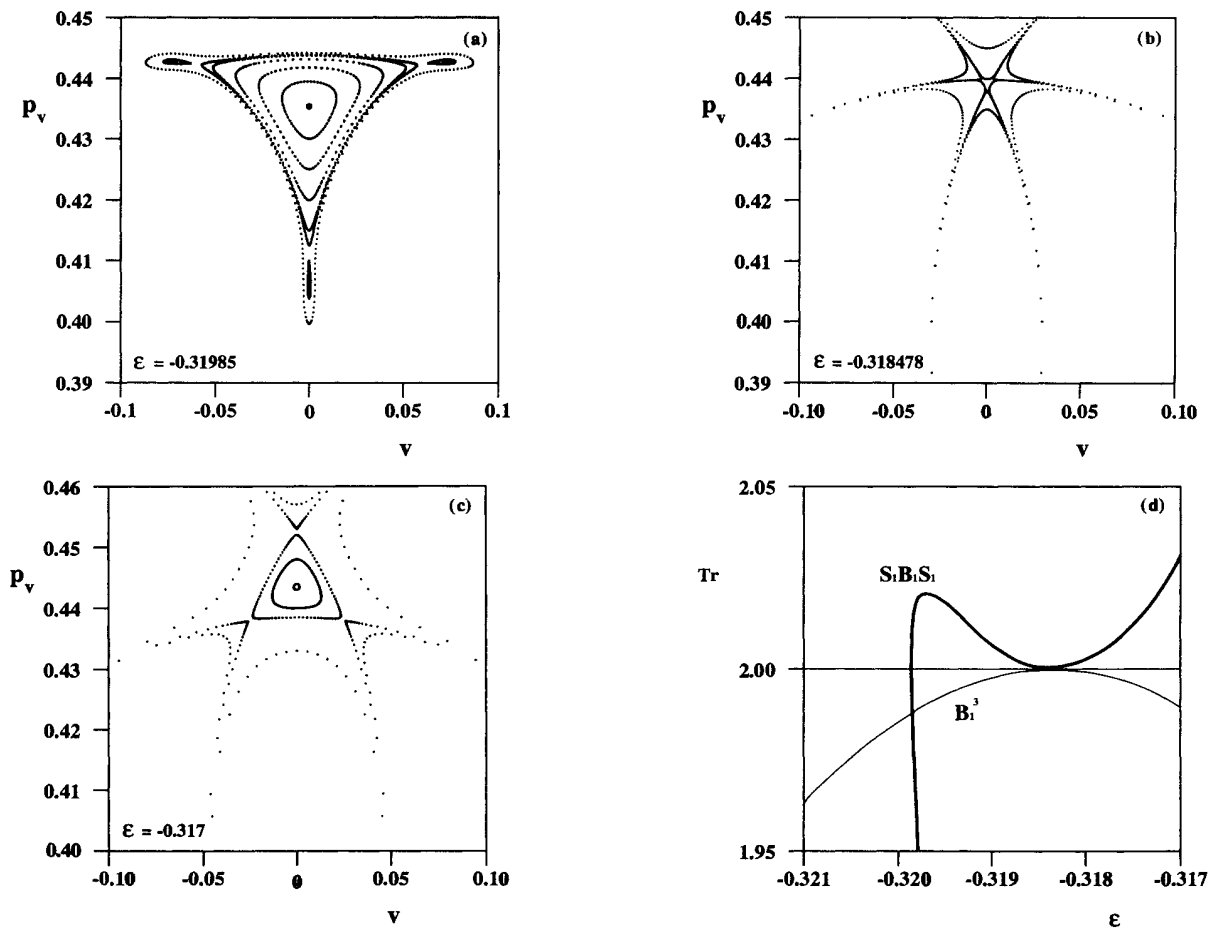 0.45
0.44
0.43
0.42
0.41
0.40
0.39
p_v
(a)
ε = -0.31985
-0.1 -0.05 0 0.05 0.1
v
0.45
0.44
0.43
0.42
0.41
0.40
0.39
p_v
(b)
ε = -0.318478
-0.10 -0.05 0 0.05 0.10
v
0.46
0.45
0.44
0.43
0.42
0.41
0.40
p_v
(c)
ε = -0.317
-0.10 -0.05 0 0.05 0.10
v
2.05
2.00
1.95
Tr
(d)
S₁B₁S₁
B₁³
-0.321 -0.320 -0.319 -0.318 -0.317
ε